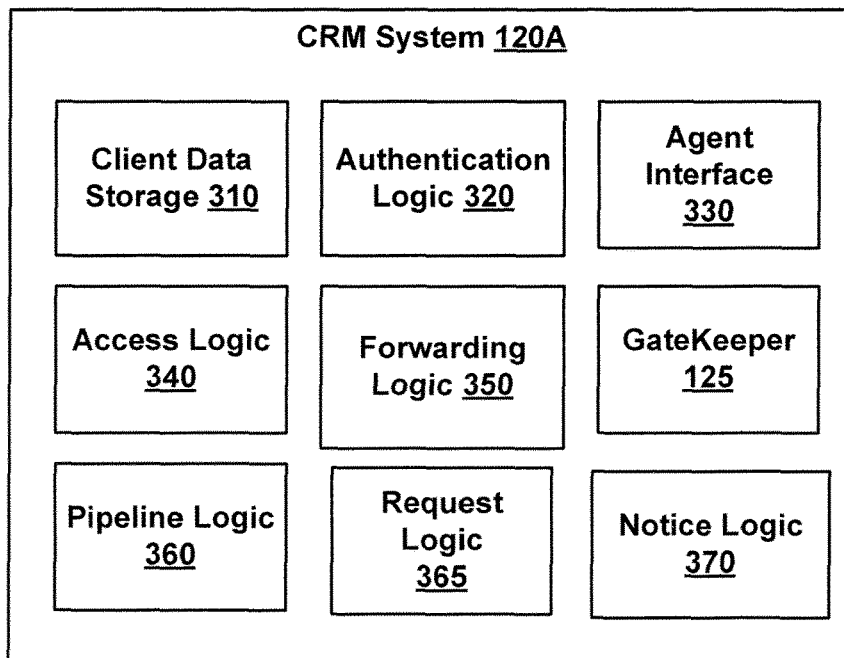 CRM System 120A
Client Data
Storage 310
Authentication
Logic 320
Agent
Interface
330
Access Logic
340
Forwarding
Logic 350
GateKeeper
125
Pipeline Logic
360
Request
Logic
365
Notice Logic
370